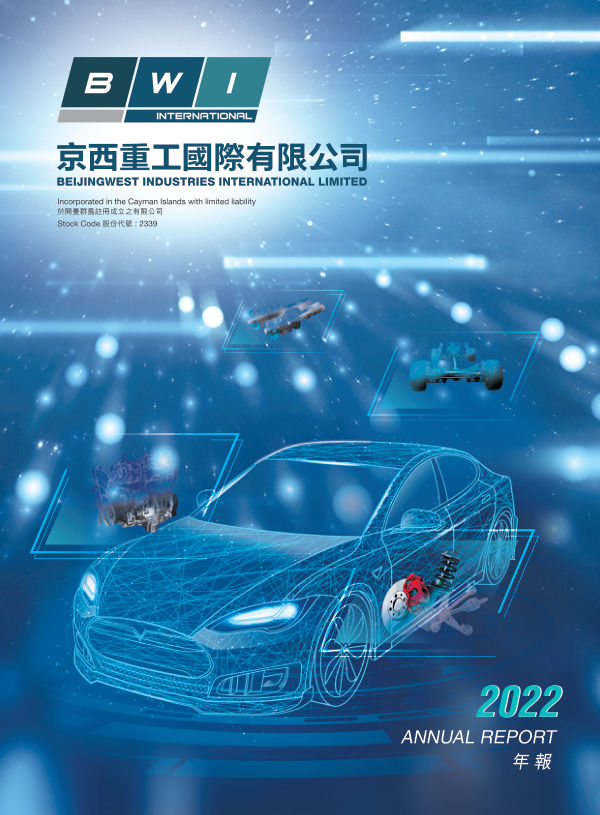 BWI
INTERNATIONAL
京西重工國際有限公司
BEIJINGWEST INDUSTRIES INTERNATIONAL LIMITED
Incorporated in the Cayman Islands with limited liability
於開曼群島註冊成立之有限公司
Stock Code 股份代號 : 2339
2022
ANNUAL REPORT
年報